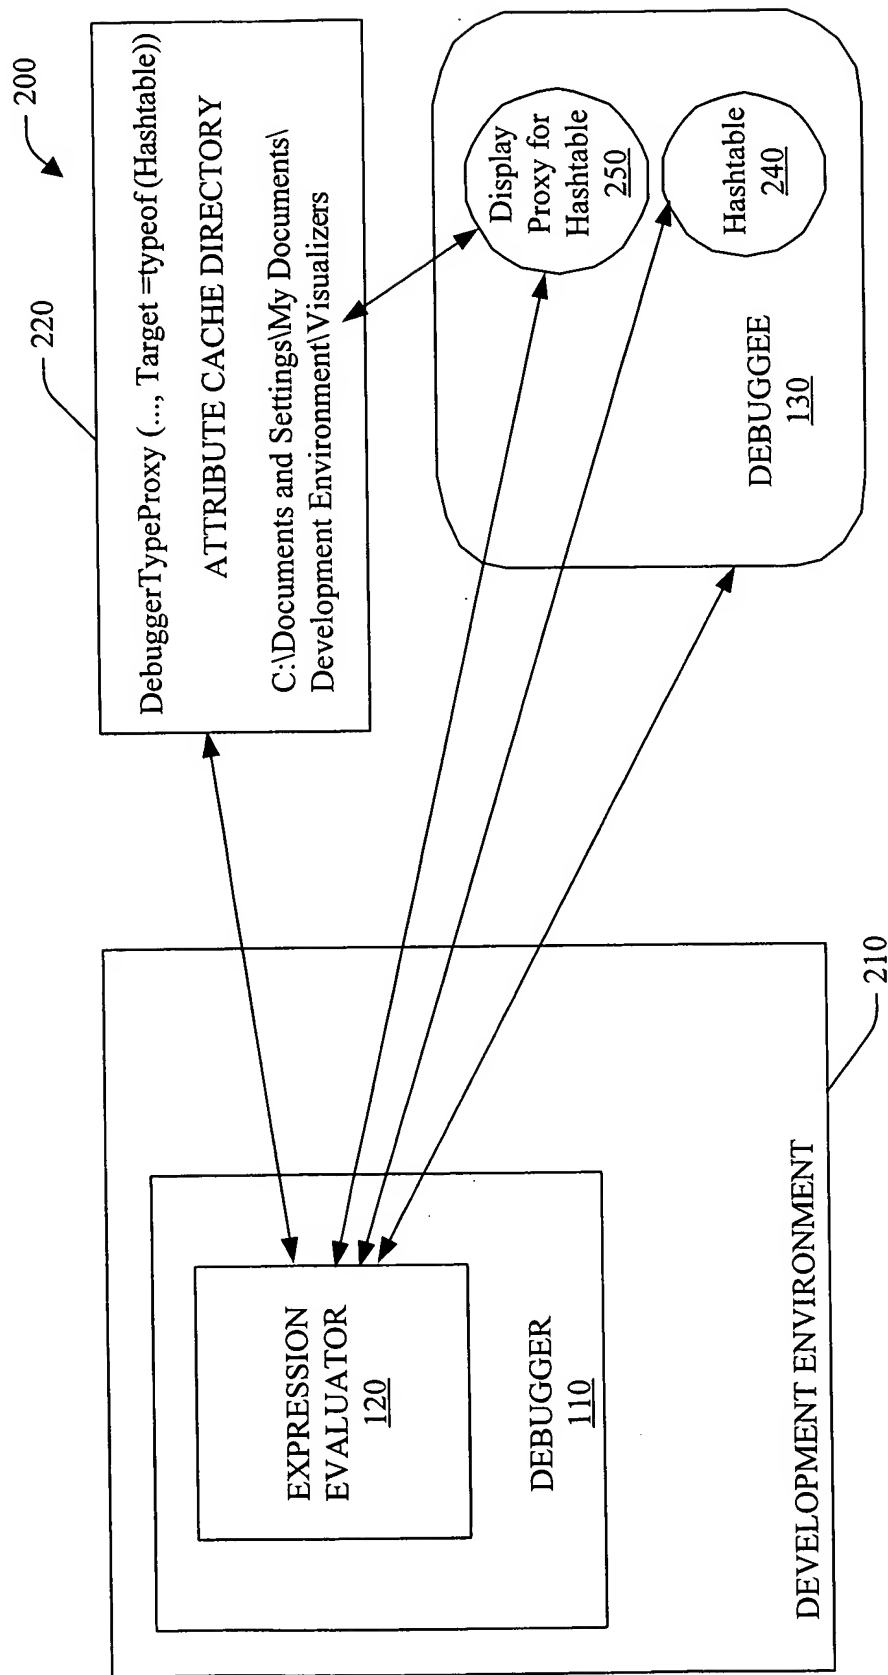 200
220
DebuggerTypeProxy (..., Target =typeof (Hashtable))
ATTRIBUTE CACHE DIRECTORY
C:\Documents and Settings\My Documents\
Development Environment\Visualizers
EXPRESSION
EVALUATOR
120
DEBUGGER
110
DEVELOPMENT ENVIRONMENT
210
Display
Proxy for
Hashtable
250
Hashtable
240
DEBUGGEE
130